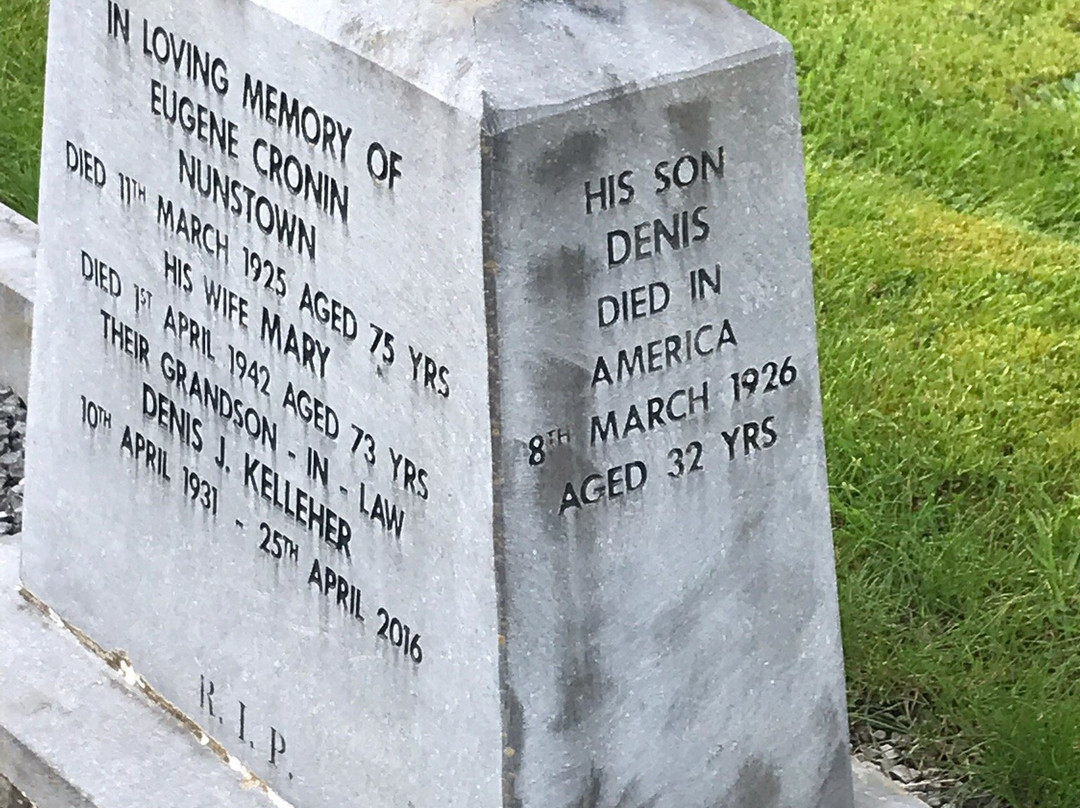 IN LOVING MEMORY OF
EUGENE CRONIN
NUNSTOWN
DIED 11TH MARCH 1925 AGED 75 YRS
HIS WIFE MARY
DIED 1ST APRIL 1942 AGED 73 YRS
THEIR GRANDSON - IN - LAW
DENIS J. KELLEHER
10TH APRIL 1931 - 25TH APRIL 2016
R. I. P.
HIS SON
DENIS
DIED IN
AMERICA
8TH MARCH 1926
AGED 32 YRS